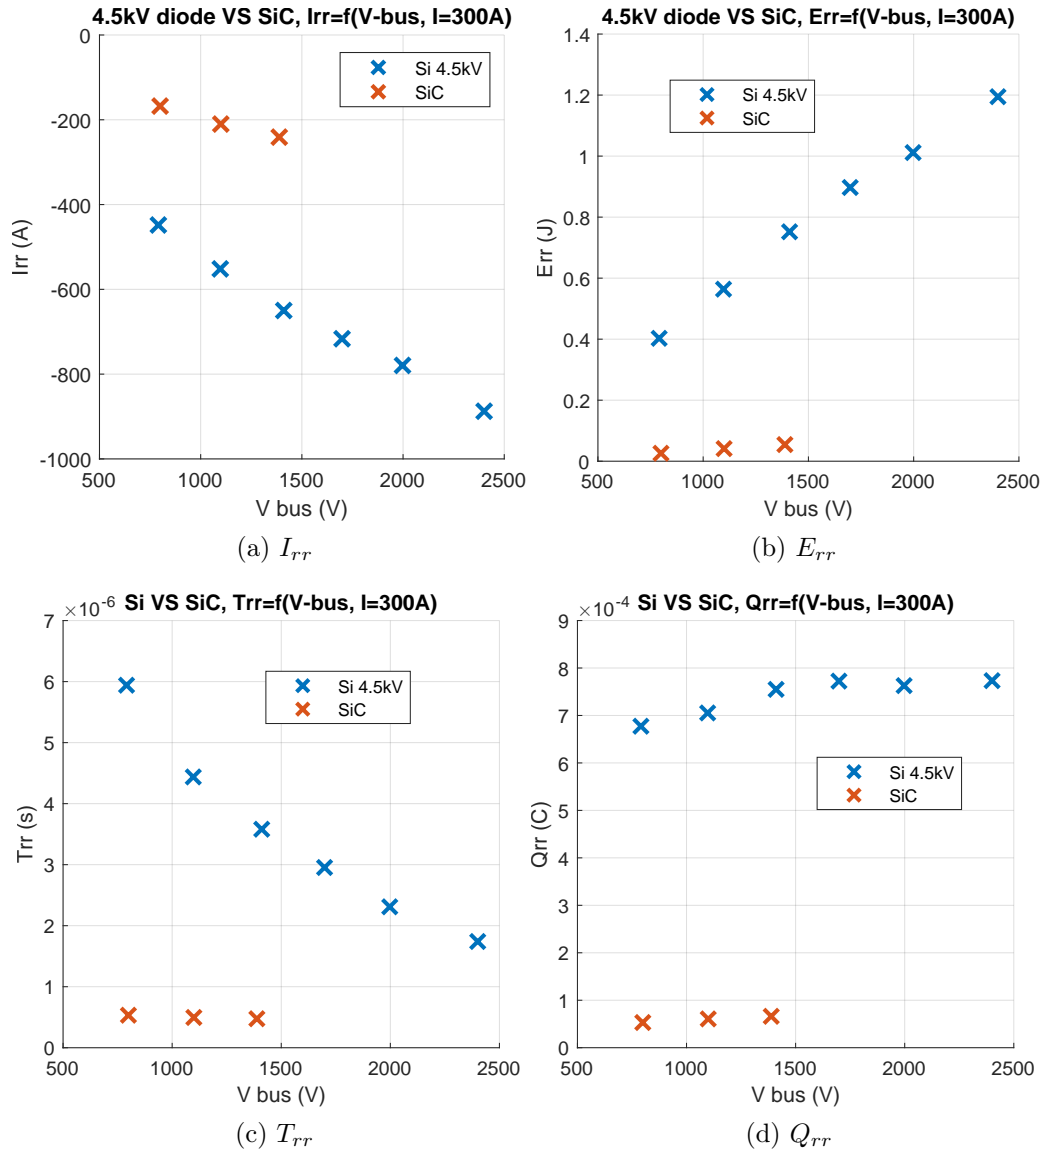 4.5kV diode VS SiC, Irr=f(V-bus, I=300A)
0
-200
-400
-600
-800
-1000
Irr (A)
Si 4.5kV
SiC
500
1000
1500
2000
2500
V bus (V)
(a) Irr
4.5kV diode VS SiC, Err=f(V-bus, I=300A)
1.4
1.2
1
0.8
0.6
0.4
0.2
0
Err (J)
Si 4.5kV
SiC
500
1000
1500
2000
2500
V bus (V)
(b) Err
×10-6
Si VS SiC, Trr=f(V-bus, I=300A)
7
6
5
4
3
2
1
0
Trr (s)
Si 4.5kV
SiC
500
1000
1500
2000
2500
V bus (V)
(c) Trr
×10-4
Si VS SiC, Qrr=f(V-bus, I=300A)
9
8
7
6
5
4
3
2
1
0
Qrr (C)
Si 4.5kV
SiC
500
1000
1500
2000
2500
V bus (V)
(d) Qrr